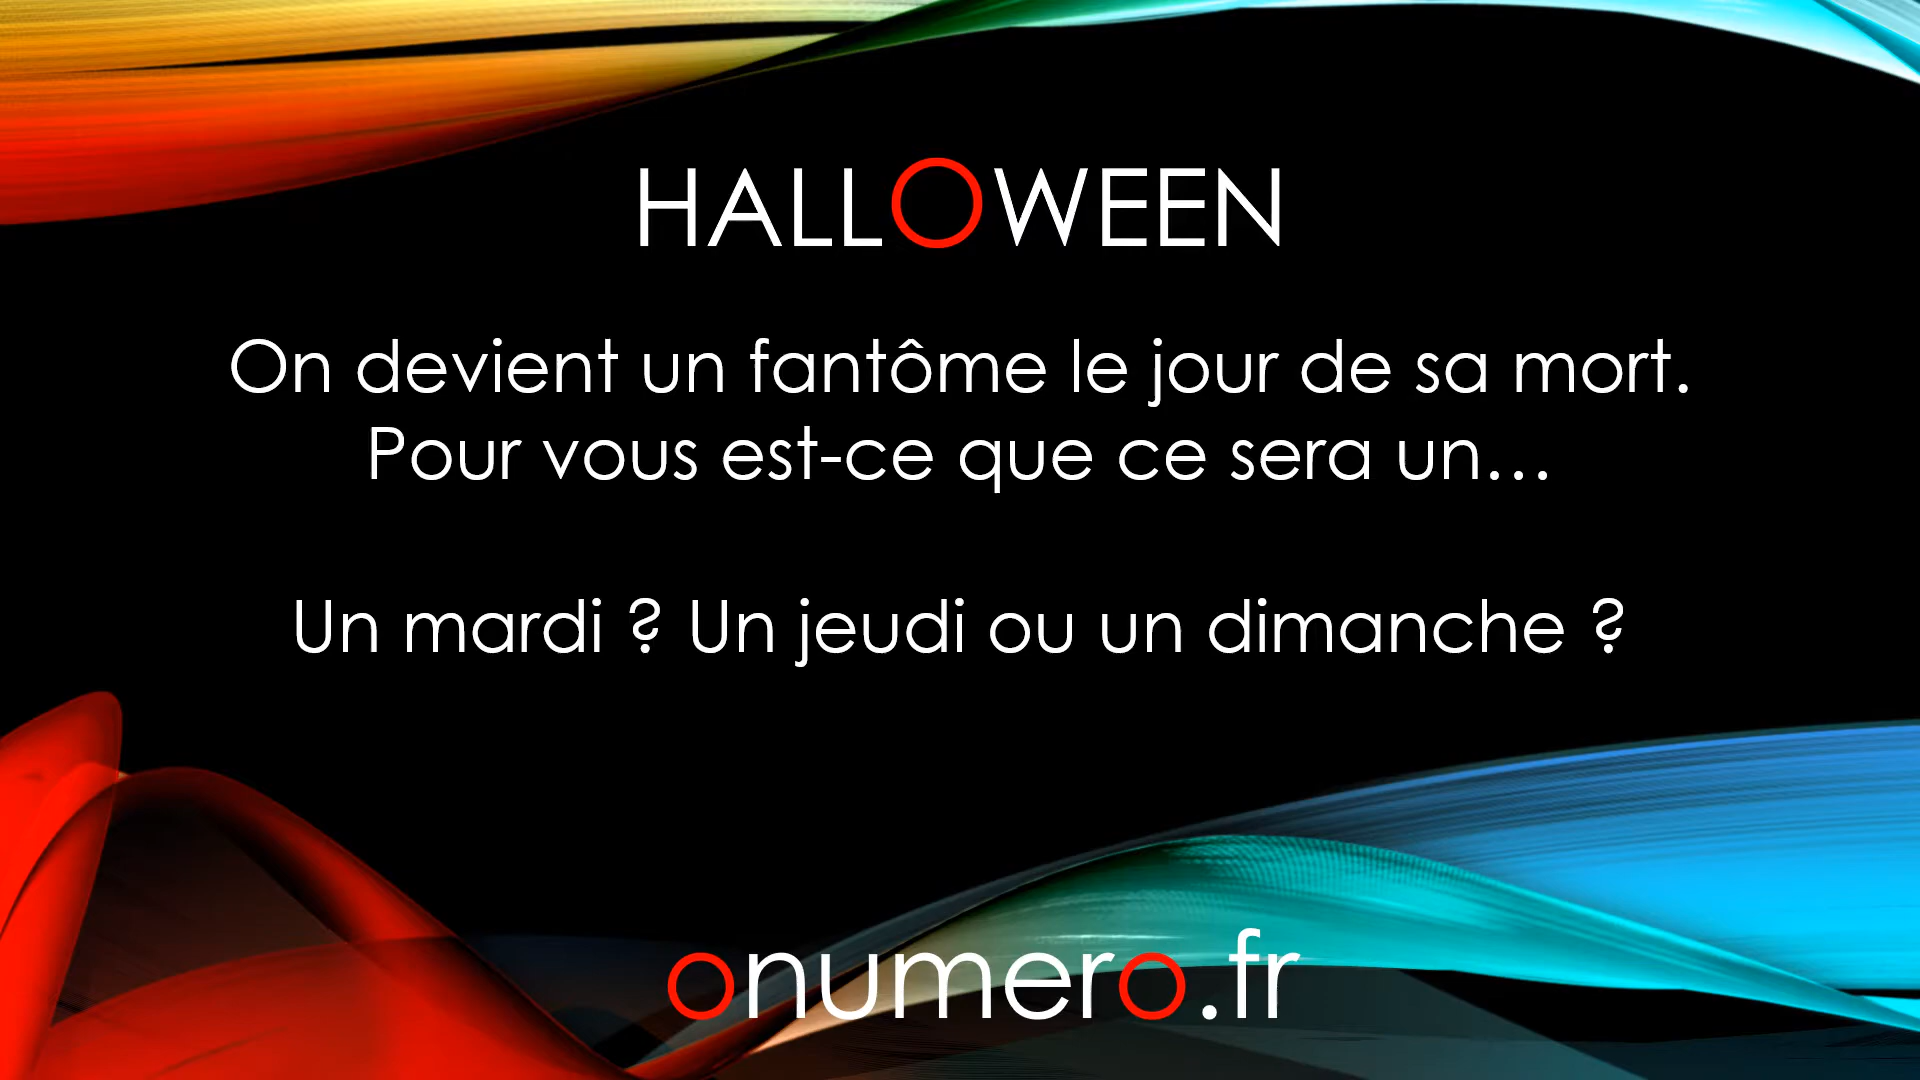 HALLOWEEN
On devient un fantôme le jour de sa mort.
Pour vous est-ce que ce sera un…
Un mardi ? Un jeudi ou un dimanche ?
onumero.fr